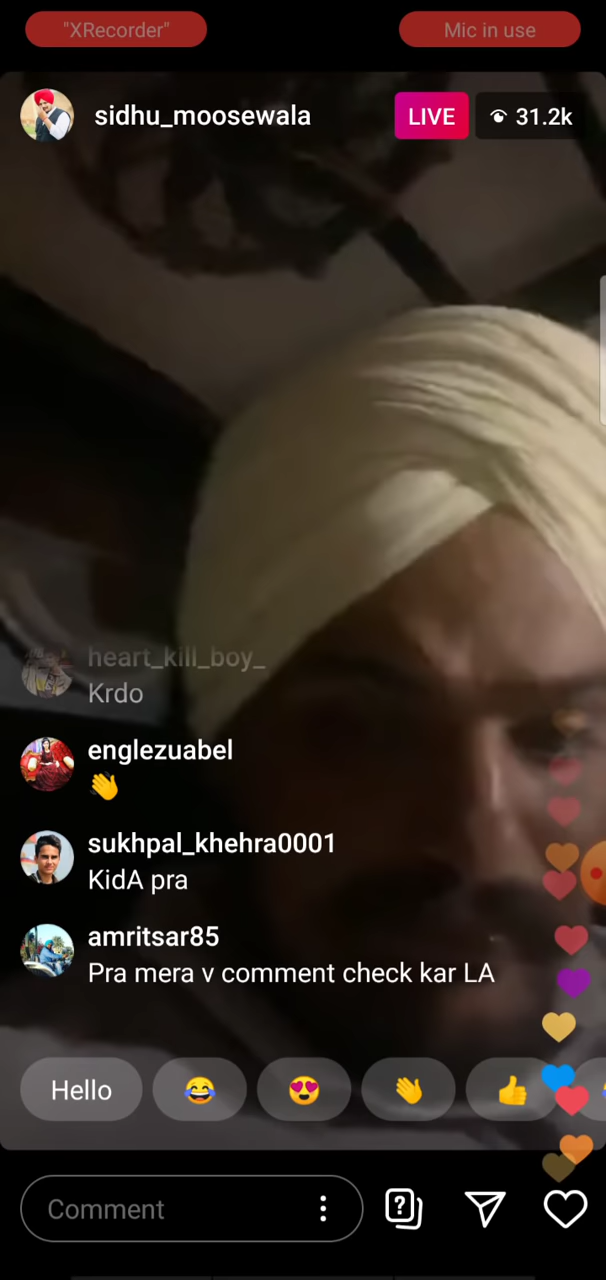 "XRecorder"
Mic in use
sidhu_moosewala
LIVE
31.2k
heart_kill_boy_
Krdo
englezuabel
👋
sukhpal_khehra0001
KidA pra
amritsar85
Pra mera v comment check kar LA
Hello 😂 😍 👋 👍
Comment